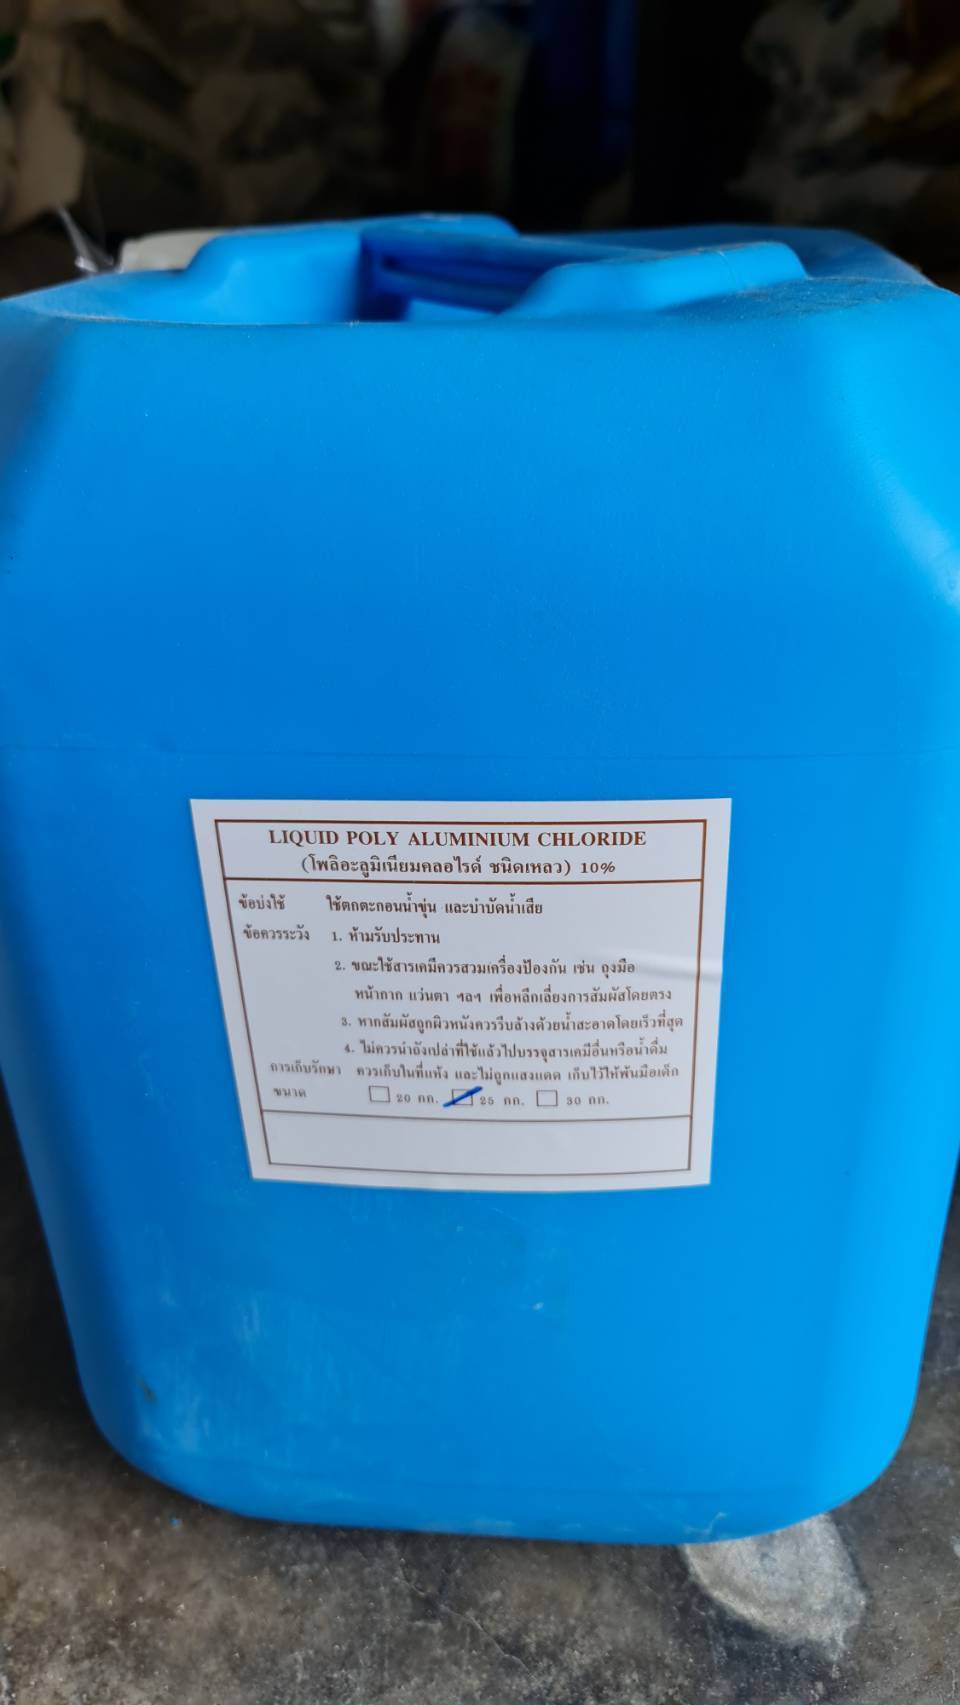 LIQUID POLY ALUMINIUM CHLORIDE
(โพลิอะลูมิเนียมคลอไรด์ ชนิดเหลว) 10%
ข้อบ่งใช้ ใช้ตกตะกอนน้ำขุ่น และบำบัดน้ำเสีย
ข้อควรระวัง 1. ห้ามรับประทาน
2. ขณะใช้สารเคมีควรสวมเครื่องป้องกัน เช่น ถุงมือ
หน้ากาก แว่นตา ฯลฯ เพื่อหลีกเลี่ยงการสัมผัสโดยตรง
3. หากสัมผัสถูกผิวหนังควรรีบล้างด้วยน้ำสะอาดโดยเร็วที่สุด
4. ไม่ควรนำถังเปล่าที่ใช้แล้วไปบรรจุสารเคมีอื่นหรือน้ำดื่ม
การเก็บรักษา ควรเก็บในที่แห้ง และไม่ถูกแสงแดด เก็บไว้ให้พ้นมือเด็ก
ขนาด 20 กก. 25 กก. 30 กก.